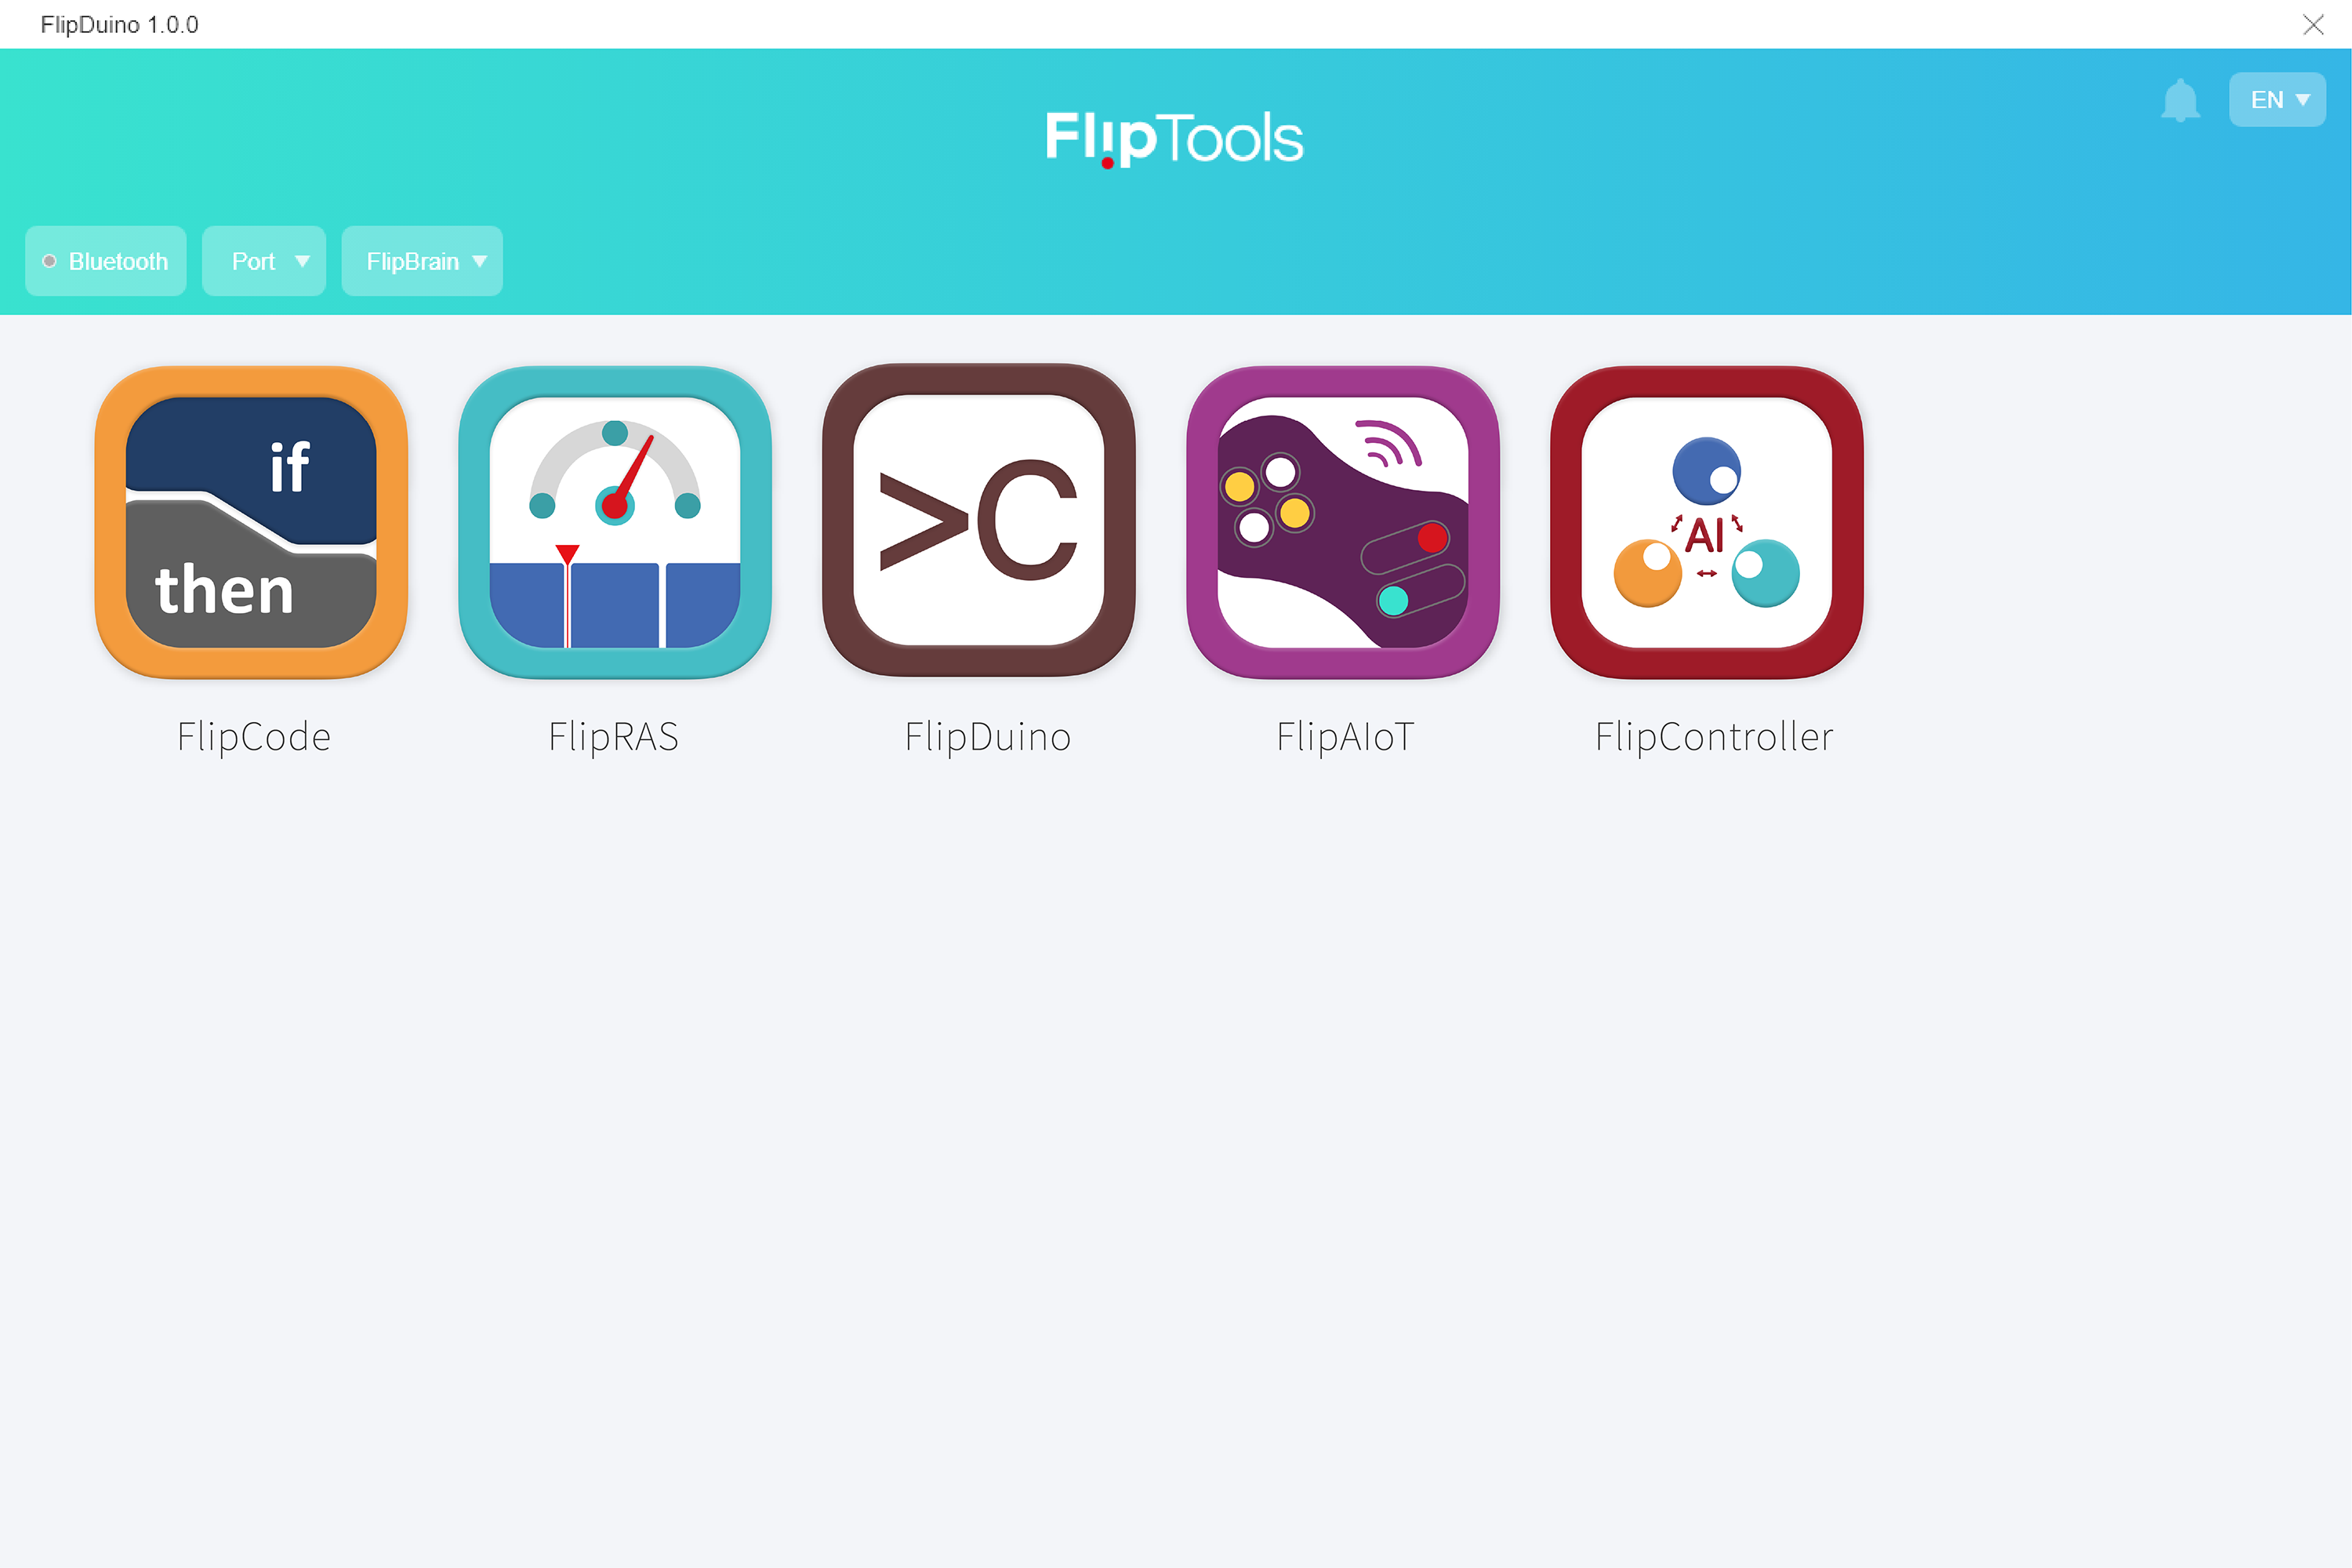 FlipDuino 1.0.0
EN
FlipTools
Bluetooth
Port
FlipBrain
if
then
>C
AI
FlipCode
FlipRAS
FlipDuino
FlipAIoT
FlipController